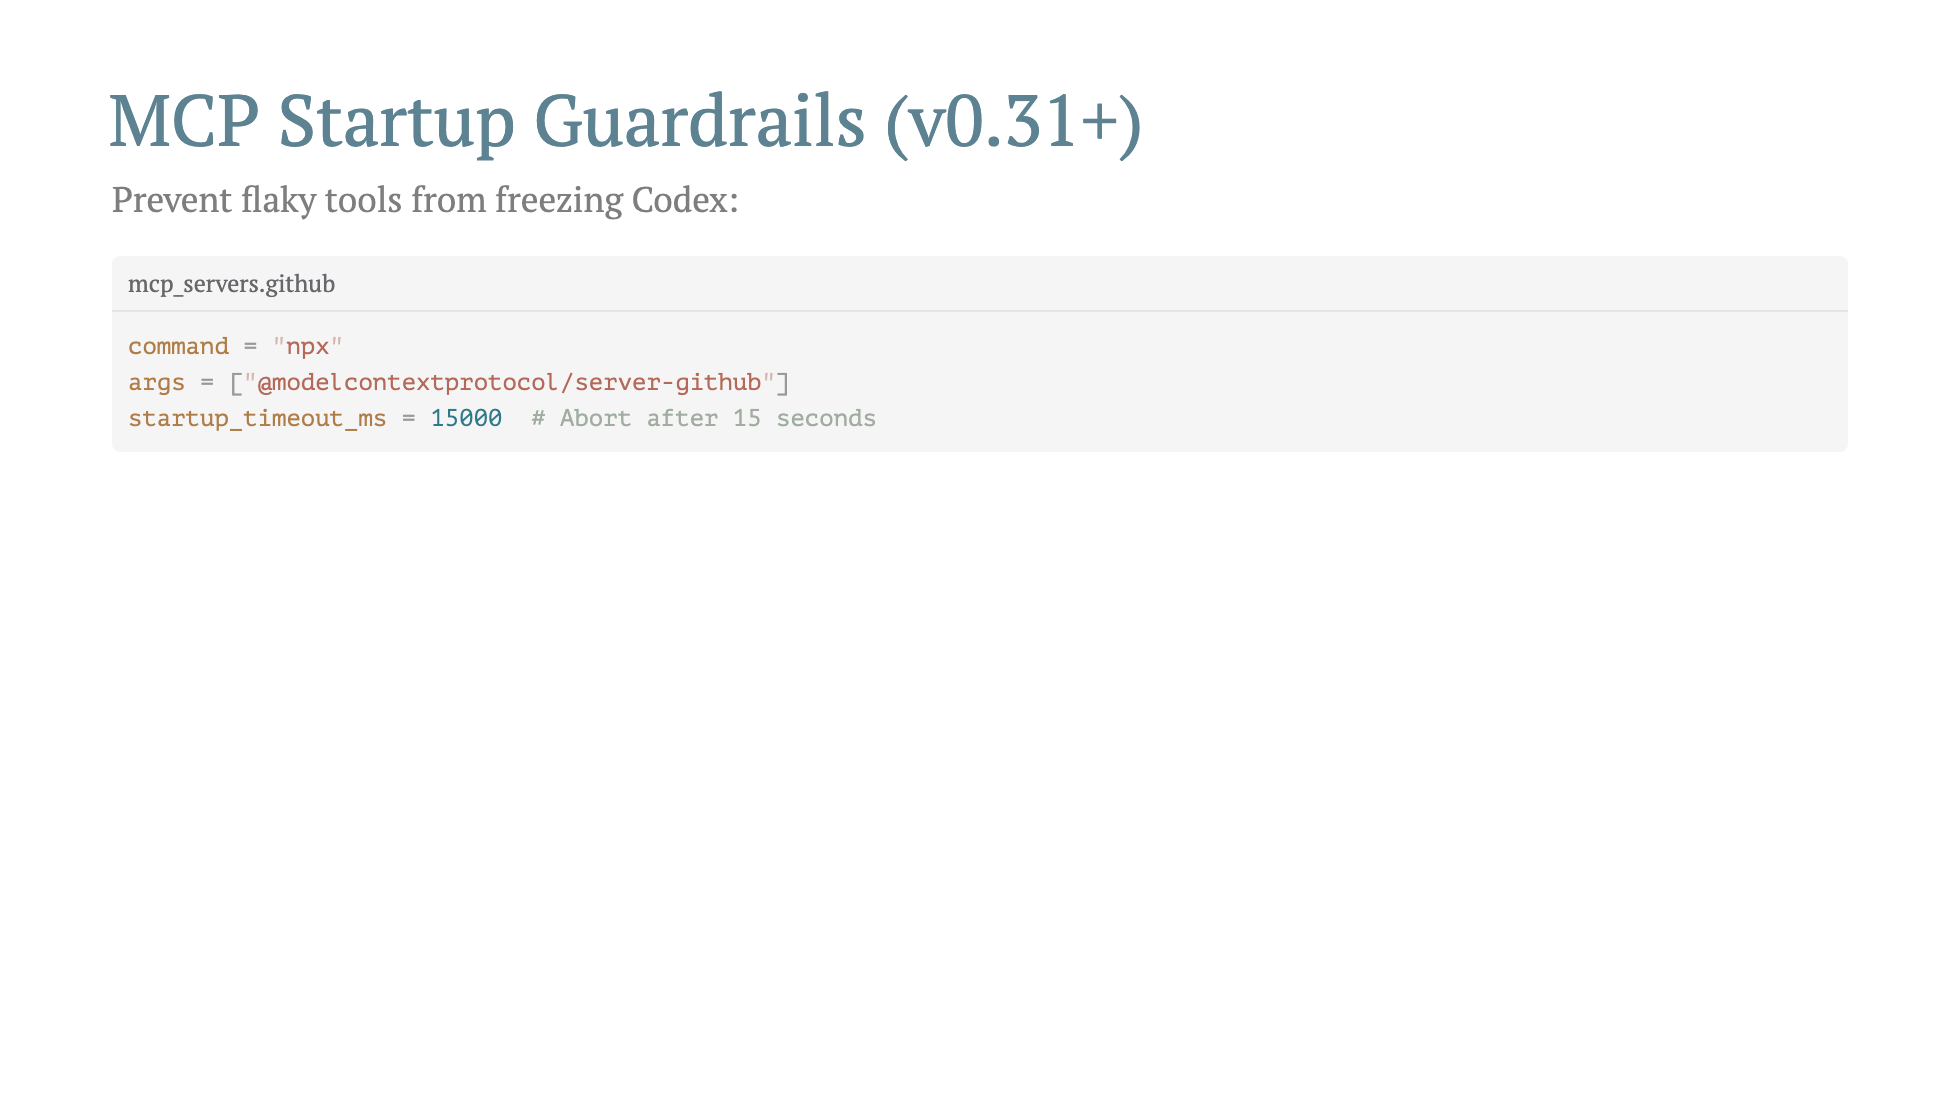 MCP Startup Guardrails (v0.31+)
Prevent flaky tools from freezing Codex:
mcp_servers.github
command = "npx"
args = ["@modelcontextprotocol/server-github"]
startup_timeout_ms = 15000  # Abort after 15 seconds